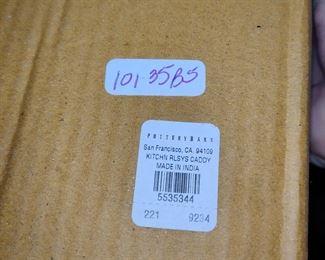 101-35BS
POTTERY BARN
San Francisco, CA. 94109
KITCHN RLSYS CADDY
MADE IN INDIA
5535344
221 9234